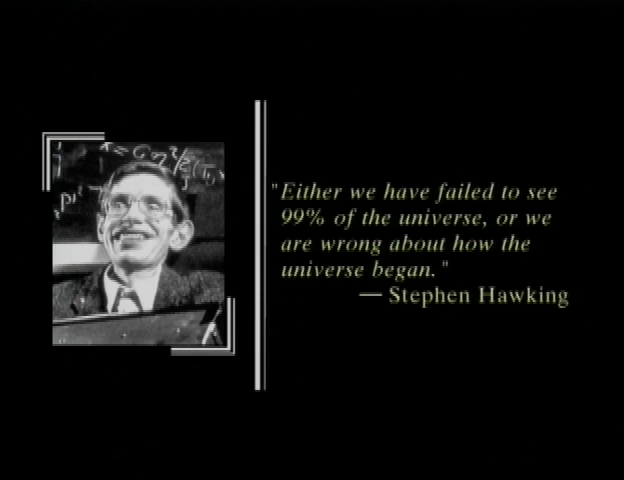 "Either we have failed to see
99% of the universe, or we
are wrong about how the
universe began."
— Stephen Hawking